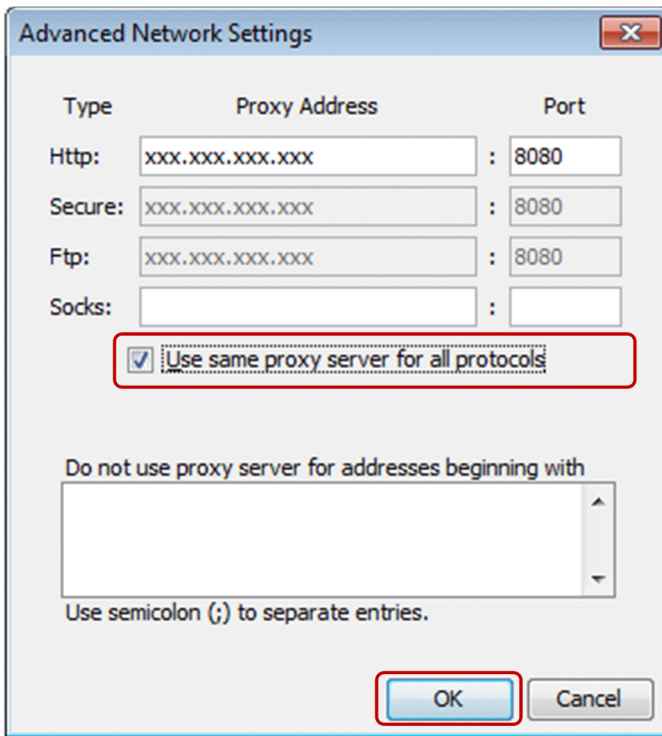 Advanced Network Settings
Type Proxy Address Port
Http: xxx.xxx.xxx.xxx : 8080
Secure: xxx.xxx.xxx.xxx : 8080
Ftp: xxx.xxx.xxx.xxx : 8080
Socks: :
Use same proxy server for all protocols
Do not use proxy server for addresses beginning with
Use semicolon (;) to separate entries.
OK Cancel